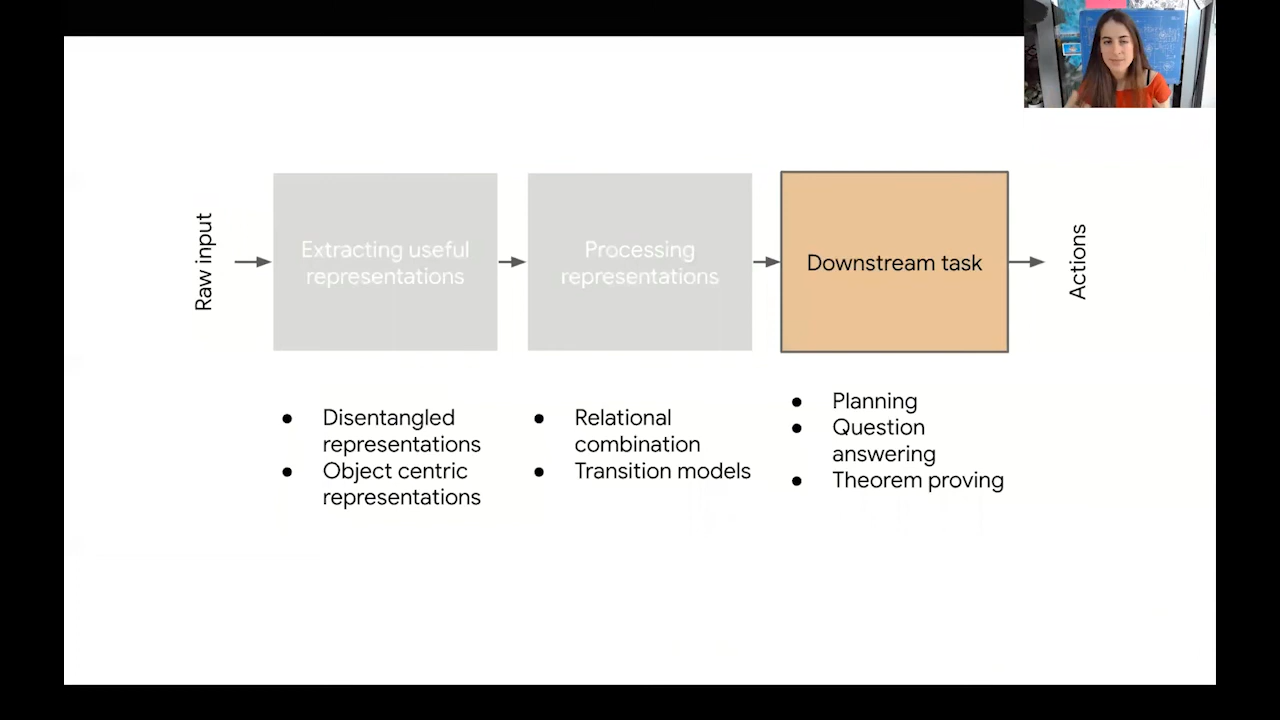 Raw input
Extracting useful
representations
Processing
representations
Downstream task
Actions
● Disentangled
representations
● Object centric
representations
● Relational
combination
● Transition models
● Planning
● Question
answering
● Theorem proving